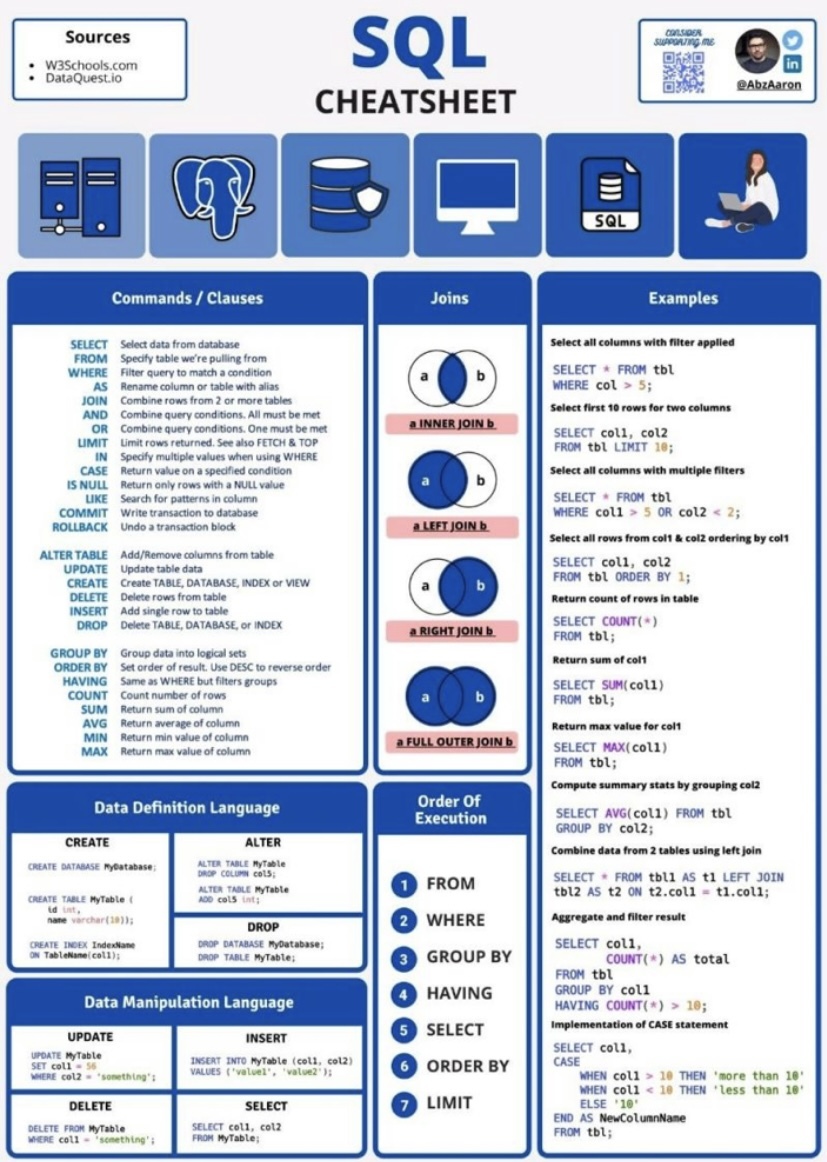 Sources
• W3Schools.com
• DataQuest.io
SQL
CHEATSHEET
CONSIDER
SUPPORTING ME
in
@AbzAaron
SQL
Commands / Clauses
SELECT Select data from database
FROM Specify table we're pulling from
WHERE Filter query to match a condition
AS Rename column or table with alias
JOIN Combine rows from 2 or more tables
AND Combine query conditions. All must be met
OR Combine query conditions. One must be met
LIMIT Limit rows returned. See also FETCH & TOP
IN Specify multiple values when using WHERE
CASE Return value on a specified condition
IS NULL Return only rows with a NULL value
LIKE Search for patterns in column
COMMIT Write transaction to database
ROLLBACK Undo a transaction block
ALTER TABLE Add/Remove columns from table
UPDATE Update table data
CREATE Create TABLE, DATABASE, INDEX or VIEW
DELETE Delete rows from table
INSERT Add single row to table
DROP Delete TABLE, DATABASE, or INDEX
GROUP BY Group data into logical sets
ORDER BY Set order of result. Use DESC to reverse order
HAVING Same as WHERE but filters groups
COUNT Count number of rows
SUM Return sum of column
AVG Return average of column
MIN Return min value of column
MAX Return max value of column
Joins
a b
a INNER JOIN b
a b
a LEFT JOIN b
a b
a RIGHT JOIN b
a b
a FULL OUTER JOIN b
Examples
Select all columns with filter applied
SELECT * FROM tbl
WHERE col > 5;
Select first 10 rows for two columns
SELECT col1, col2
FROM tbl LIMIT 10;
Select all columns with multiple filters
SELECT * FROM tbl
WHERE col1 > 5 OR col2 < 2;
Select all rows from col1 & col2 ordering by col1
SELECT col1, col2
FROM tbl ORDER BY 1;
Return count of rows in table
SELECT COUNT(*)
FROM tbl;
Return sum of col1
SELECT SUM(col1)
FROM tbl;
Return max value for col1
SELECT MAX(col1)
FROM tbl;
Compute summary stats by grouping col2
SELECT AVG(col1) FROM tbl
GROUP BY col2;
Combine data from 2 tables using left join
SELECT * FROM tbl1 AS t1 LEFT JOIN
tbl2 AS t2 ON t2.col1 = t1.col1;
Aggregate and filter result
SELECT col1,
COUNT(*) AS total
FROM tbl
GROUP BY col1
HAVING COUNT(*) > 10;
Implementation of CASE statement
SELECT col1,
CASE
WHEN col1 > 10 THEN 'more than 10'
WHEN col1 < 10 THEN 'less than 10'
ELSE '10'
END AS NewColumnName
FROM tbl;
Data Definition Language
CREATE
CREATE DATABASE MyDatabase;
CREATE TABLE MyTable (
id int,
name varchar(10));
CREATE INDEX IndexName
ON TableName(col1);
ALTER
ALTER TABLE MyTable
DROP COLUMN col5;
ALTER TABLE MyTable
ADD col5 int;
DROP
DROP DATABASE MyDatabase;
DROP TABLE MyTable;
Data Manipulation Language
UPDATE
UPDATE MyTable
SET col1 = 56
WHERE col2 = 'something';
INSERT
INSERT INTO MyTable (col1, col2)
VALUES ('value1', 'value2');
DELETE
DELETE FROM MyTable
WHERE col1 = 'something';
SELECT
SELECT col1, col2
FROM MyTable;
Order Of
Execution
1 FROM
2 WHERE
3 GROUP BY
4 HAVING
5 SELECT
6 ORDER BY
7 LIMIT